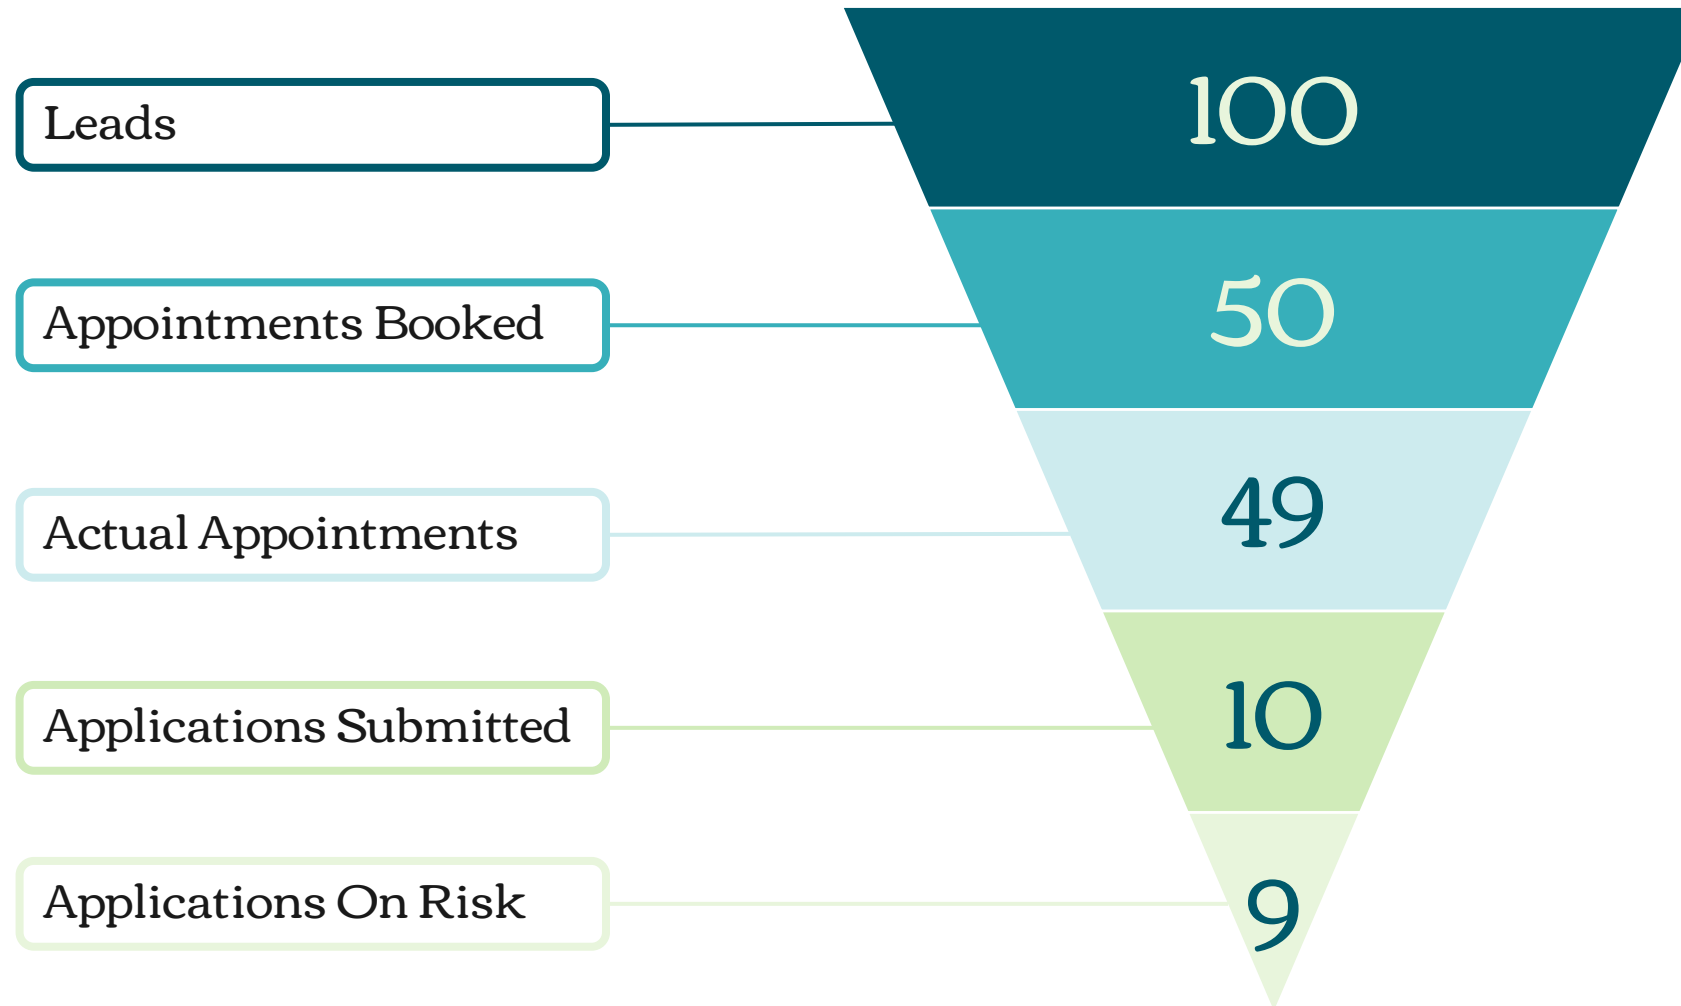 Leads
100
Appointments Booked
50
Actual Appointments
49
Applications Submitted
10
Applications On Risk
9